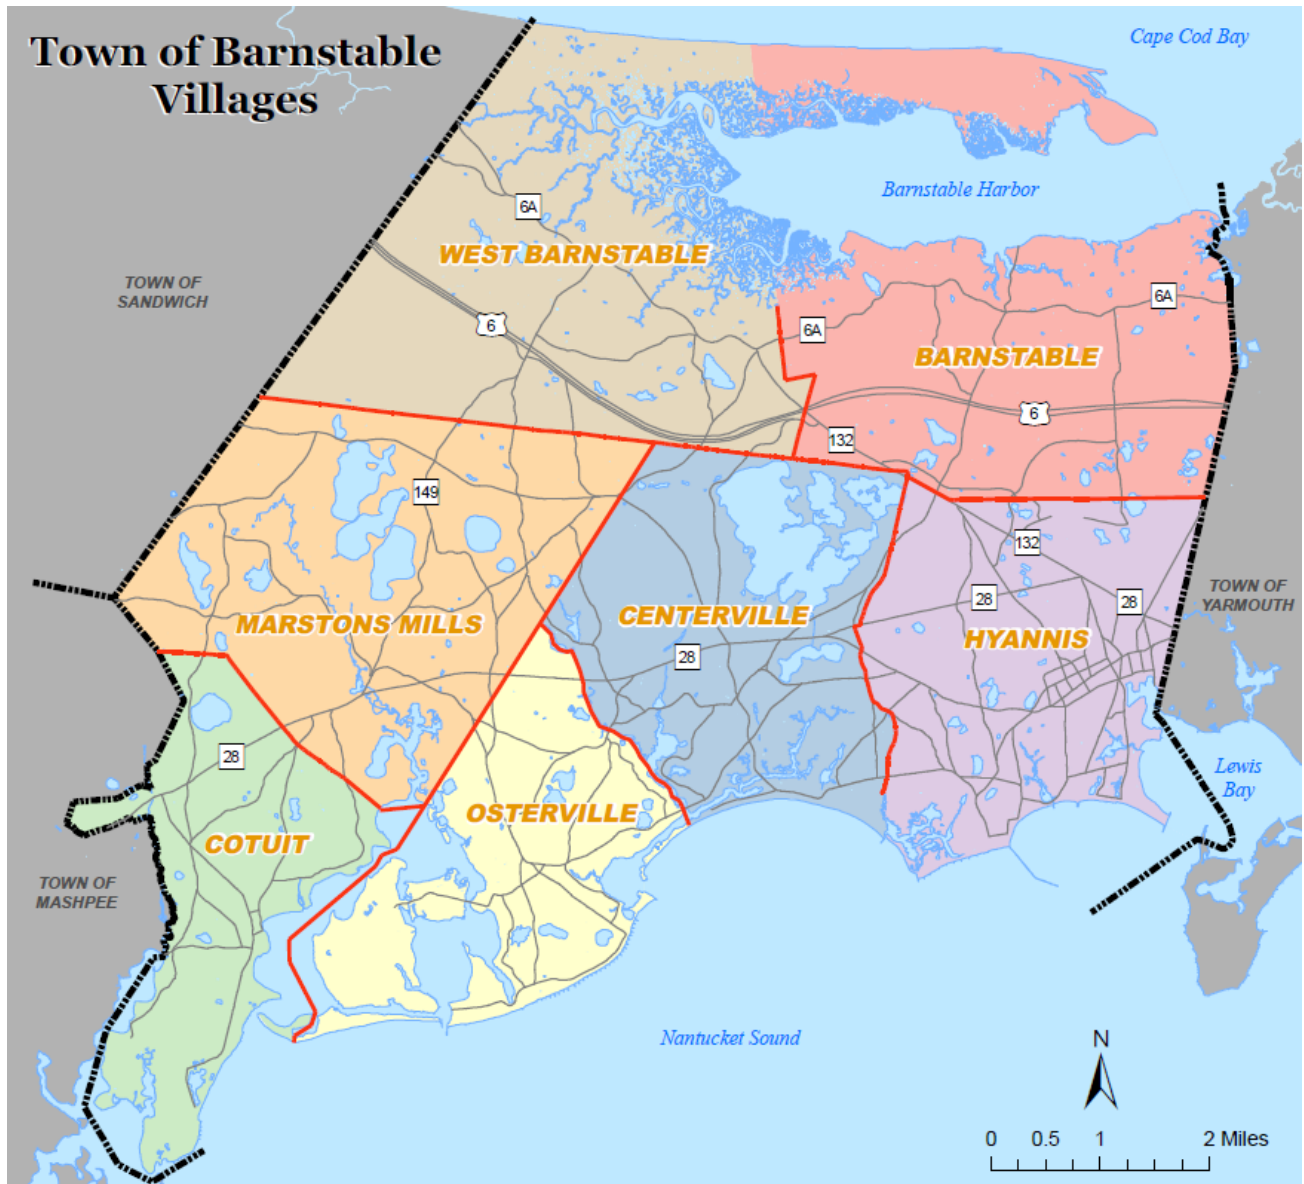 Town of Barnstable
Villages
Cape Cod Bay
Barnstable Harbor
6A
WEST BARNSTABLE
TOWN OF
SANDWICH
6
6A
6A
BARNSTABLE
6
132
149
132
TOWN OF
YARMOUTH
28
28
MARSTONS MILLS
CENTERVILLE
HYANNIS
28
28
Lewis
Bay
OSTERVILLE
COTUIT
TOWN OF
MASHPEE
Nantucket Sound
N
0 0.5 1 2 Miles